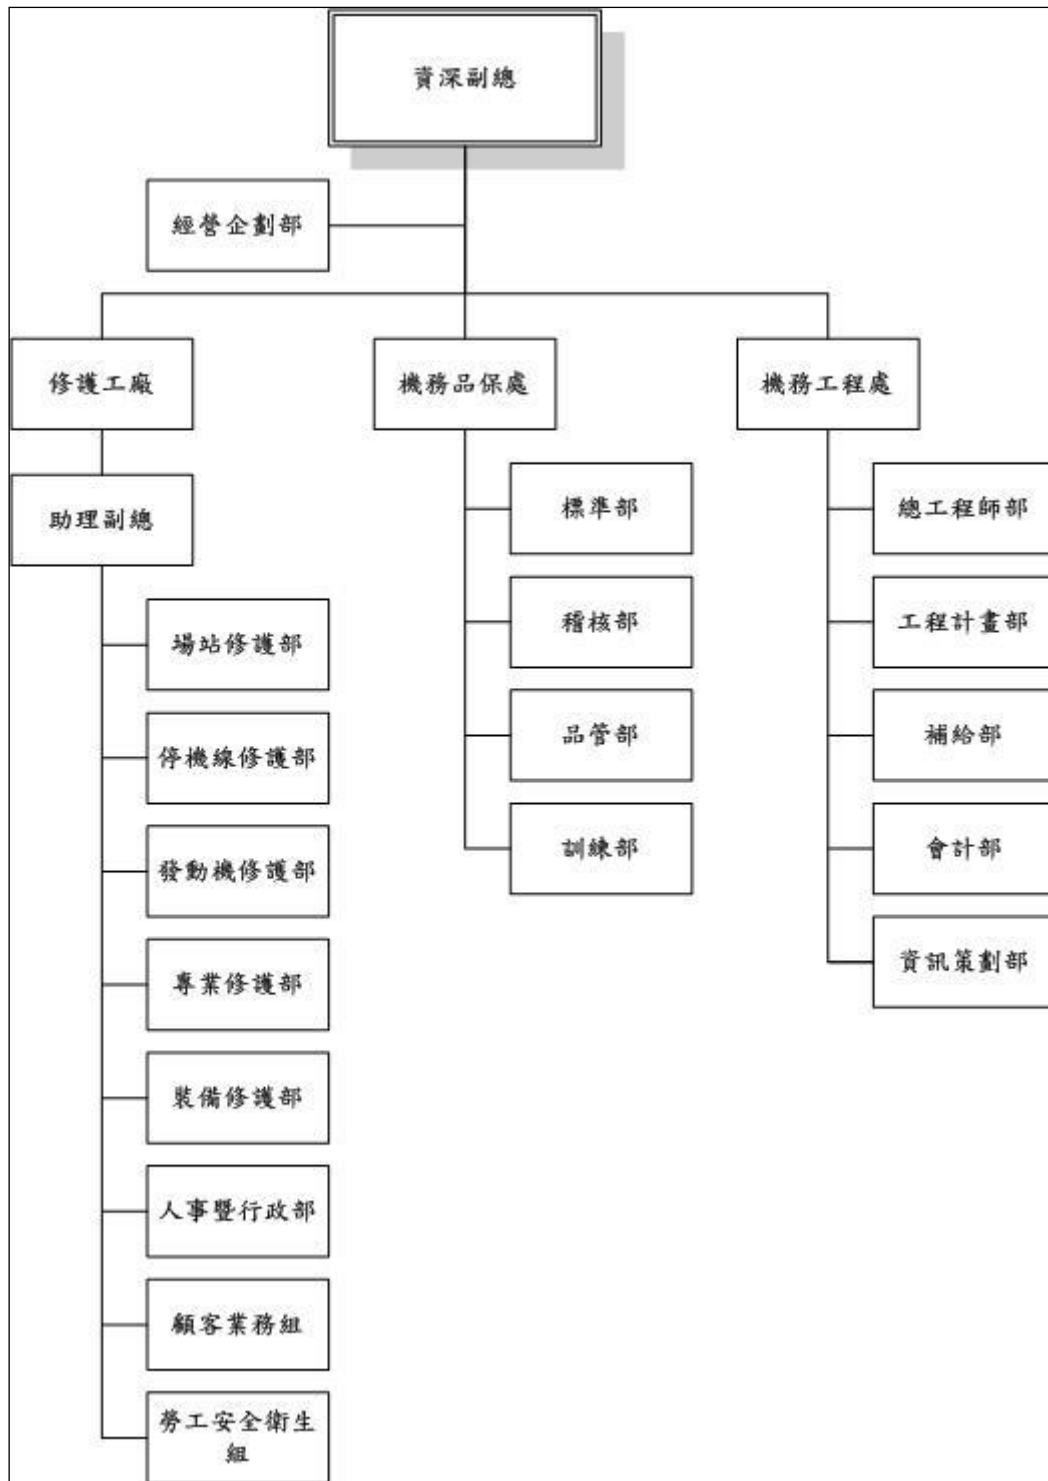 資深副總
經營企劃部
修護工廠
機務品保處
機務工程處
助理副總
標準部
總工程師部
稽核部
工程計畫部
場站修護部
品管部
補給部
停機線修護部
訓練部
會計部
發動機修護部
資訊策劃部
專業修護部
裝備修護部
人事暨行政部
顧客業務組
勞工安全衛生
組